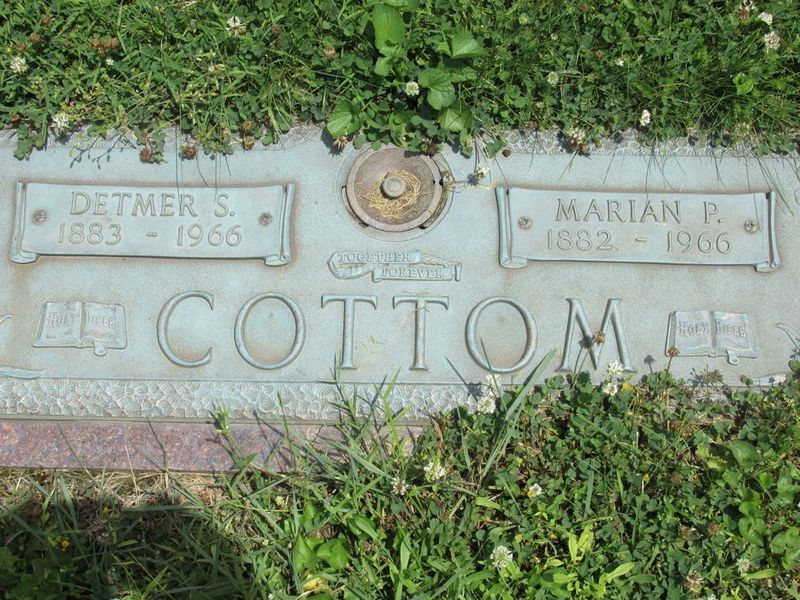 DETMER S.
1883 - 1966
MARIAN P.
1882 - 1966
TOGETHER
FOREVER
HOLY BIBLE
COTTOM
HOLY BIBLE